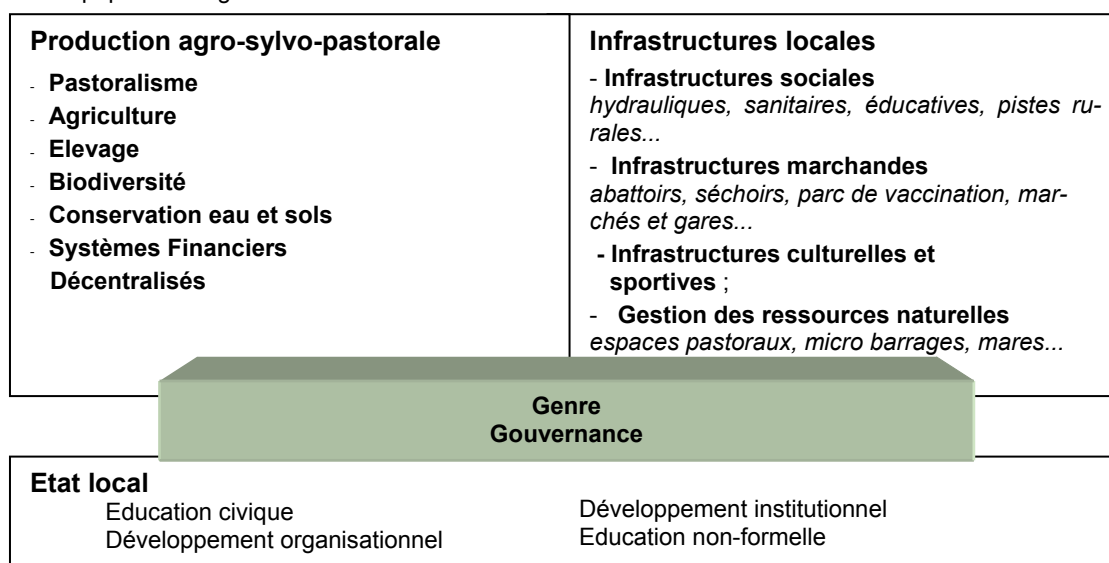 Production agro-sylvo-pastorale
- Pastoralisme
- Agriculture
- Elevage
- Biodiversité
- Conservation eau et sols
- Systèmes Financiers
Décentralisés
Infrastructures locales
- Infrastructures sociales
hydrauliques, sanitaires, éducatives, pistes ru-
rales...
- Infrastructures marchandes
abattoirs, séchoirs, parc de vaccination, mar-
chés et gares...
- Infrastructures culturelles et
sportives ;
- Gestion des ressources naturelles
espaces pastoraux, micro barrages, mares...
Genre
Gouvernance
Etat local
Education civique
Développement organisationnel
Développement institutionnel
Education non-formelle